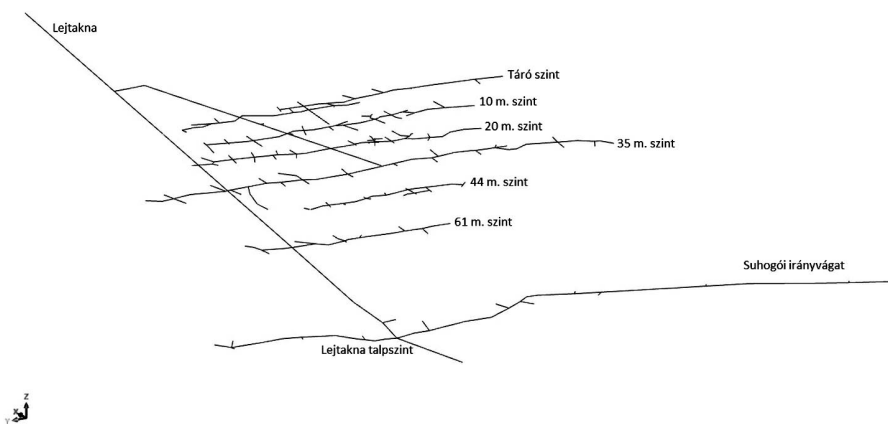 Lejtakna
Táró szint
10 m. szint
20 m. szint
35 m. szint
44 m. szint
61 m. szint
Suhogói irányvágat
Lejtakna talpszint
Z
X
Y